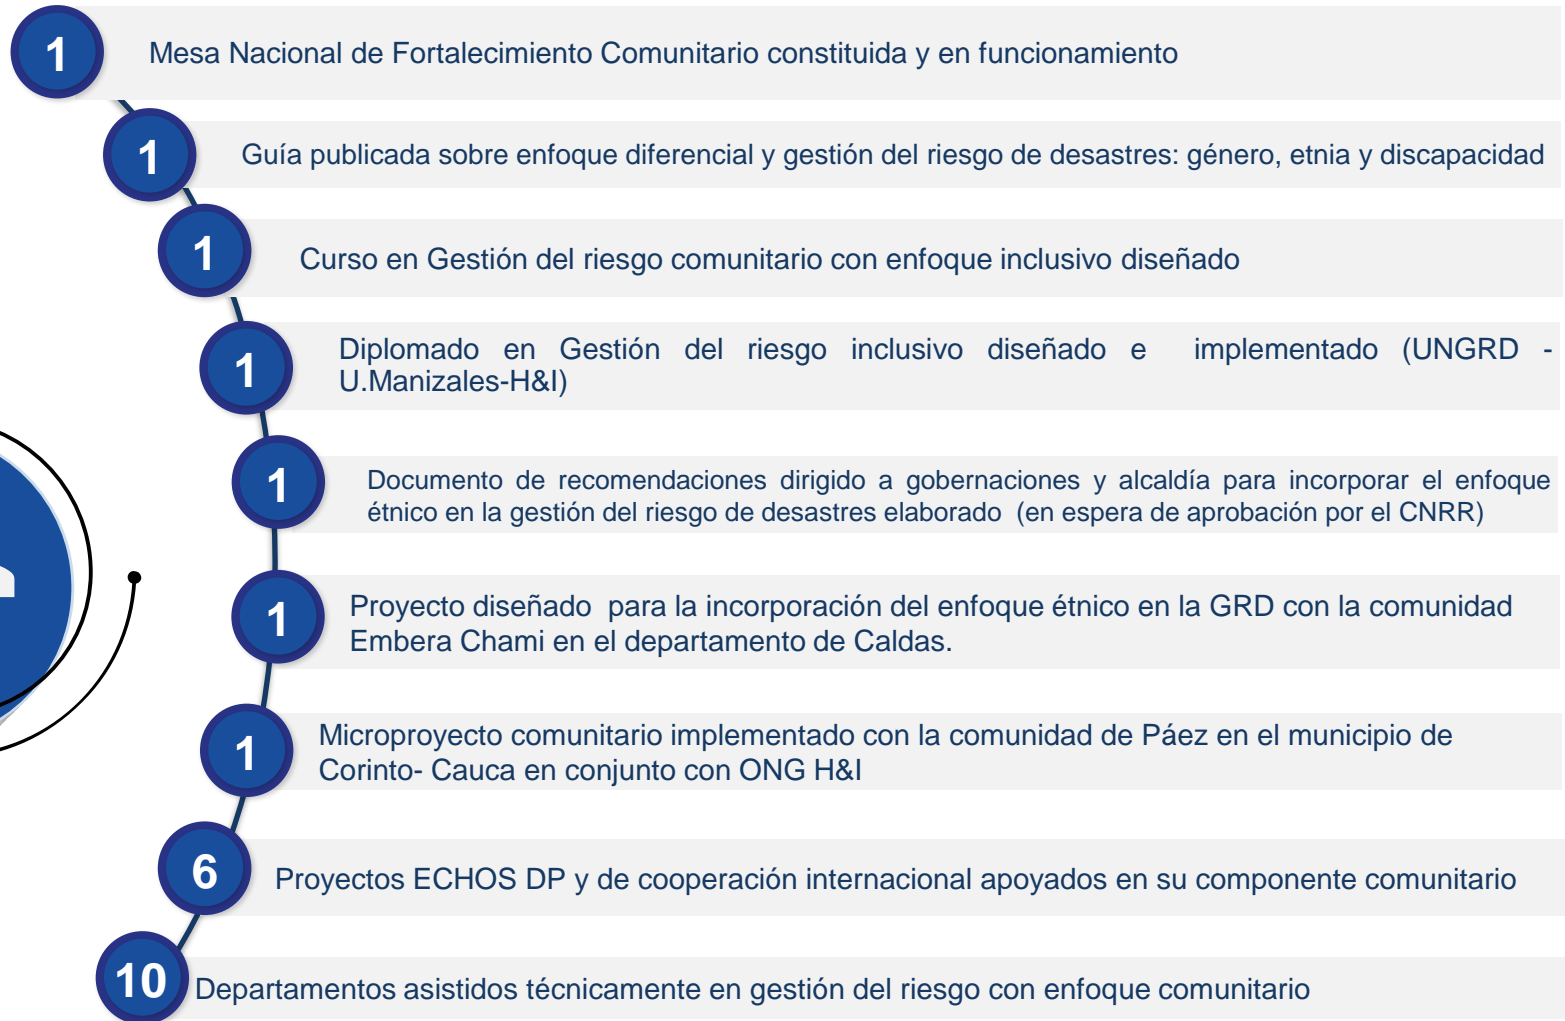 1
Mesa Nacional de Fortalecimiento Comunitario constituida y en funcionamiento
1
Guía publicada sobre enfoque diferencial y gestión del riesgo de desastres: género, etnia y discapacidad
1
Curso en Gestión del riesgo comunitario con enfoque inclusivo diseñado
1
Diplomado en Gestión del riesgo inclusivo diseñado e implementado (UNGRD -
U.Manizales-H&I)
1
Documento de recomendaciones dirigido a gobernaciones y alcaldía para incorporar el enfoque
étnico en la gestión del riesgo de desastres elaborado (en espera de aprobación por el CNRR)
1
Proyecto diseñado para la incorporación del enfoque étnico en la GRD con la comunidad
Embera Chami en el departamento de Caldas.
1
Microproyecto comunitario implementado con la comunidad de Páez en el municipio de
Corinto- Cauca en conjunto con ONG H&I
6
Proyectos ECHOS DP y de cooperación internacional apoyados en su componente comunitario
10
Departamentos asistidos técnicamente en gestión del riesgo con enfoque comunitario